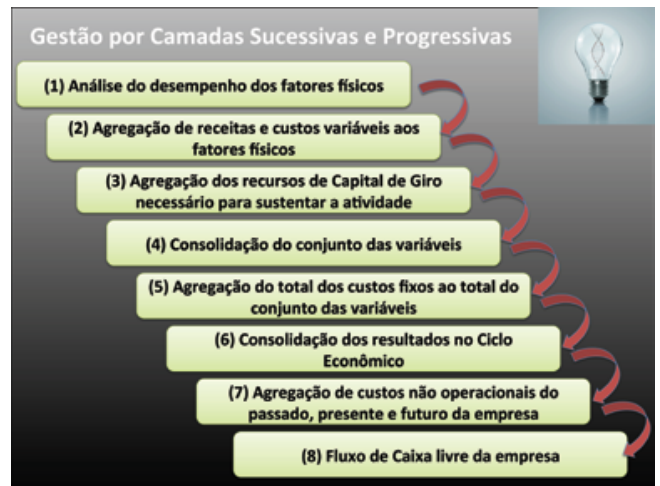 Gestão por Camadas Sucessivas e Progressivas
(1) Análise do desempenho dos fatores físicos
(2) Agregação de receitas e custos variáveis aos
fatores físicos
(3) Agregação dos recursos de Capital de Giro
necessário para sustentar a atividade
(4) Consolidação do conjunto das variáveis
(5) Agregação do total dos custos fixos ao total do
conjunto das variáveis
(6) Consolidação dos resultados no Ciclo
Econômico
(7) Agregação de custos não operacionais do
passado, presente e futuro da empresa
(8) Fluxo de Caixa livre da empresa